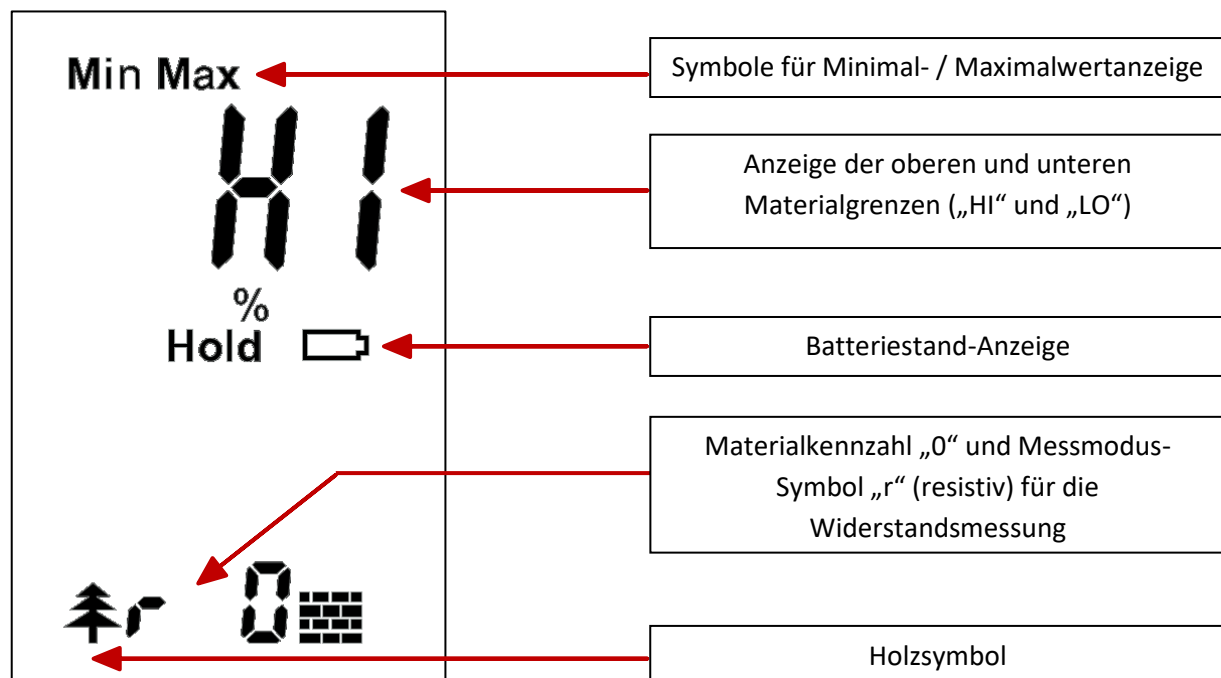 Min Max
Symbole für Minimal- / Maximalwertanzeige
HI
Anzeige der oberen und unteren
Materialgrenzen („HI“ und „LO“)
%
Hold
Batteriestand-Anzeige
Materialkennzahl „0“ und Messmodus-
Symbol „r“ (resistiv) für die
Widerstandsmessung
r 0
Holzsymbol